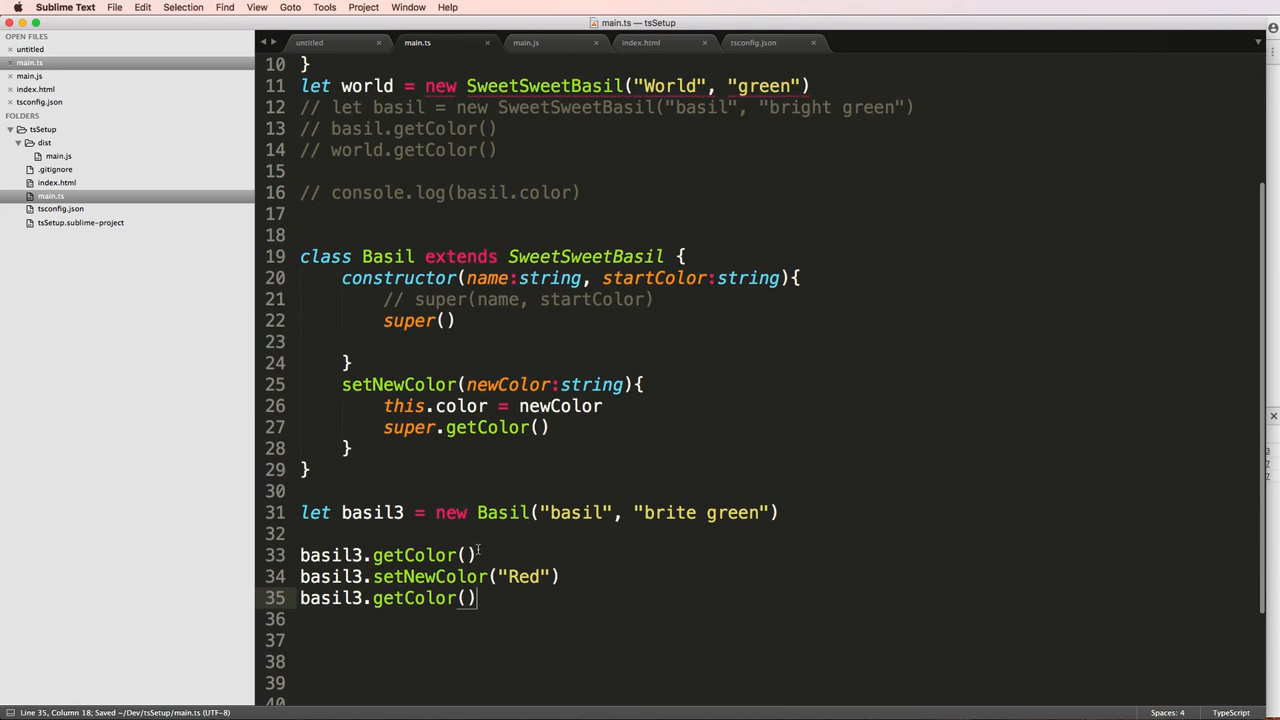 Sublime Text File Edit Selection Find View Goto Tools Project Window Help
main.ts — tsSetup
OPEN FILES
untitled
main.ts
main.js
index.html
tsconfig.json
FOLDERS
tsSetup
dist
main.js
.gitignore
index.html
main.ts
tsconfig.json
tsSetup.sublime-project
untitled main.ts main.js index.html tsconfig.json
10 }
11 let world = new SweetSweetBasil("World", "green")
12 // let basil = new SweetSweetBasil("basil", "bright green")
13 // basil.getColor()
14 // world.getColor()
15
16 // console.log(basil.color)
17
18
19 class Basil extends SweetSweetBasil {
20 constructor(name:string, startColor:string){
21 // super(name, startColor)
22 super()
23
24 }
25 setNewColor(newColor:string){
26 this.color = newColor
27 super.getColor()
28 }
29 }
30
31 let basil3 = new Basil("basil", "brite green")
32
33 basil3.getColor()
34 basil3.setNewColor("Red")
35 basil3.getColor()
36
37
38
39
40
Line 35, Column 18; Saved ~/Dev/tsSetup/main.ts (UTF-8) Spaces: 4 TypeScript